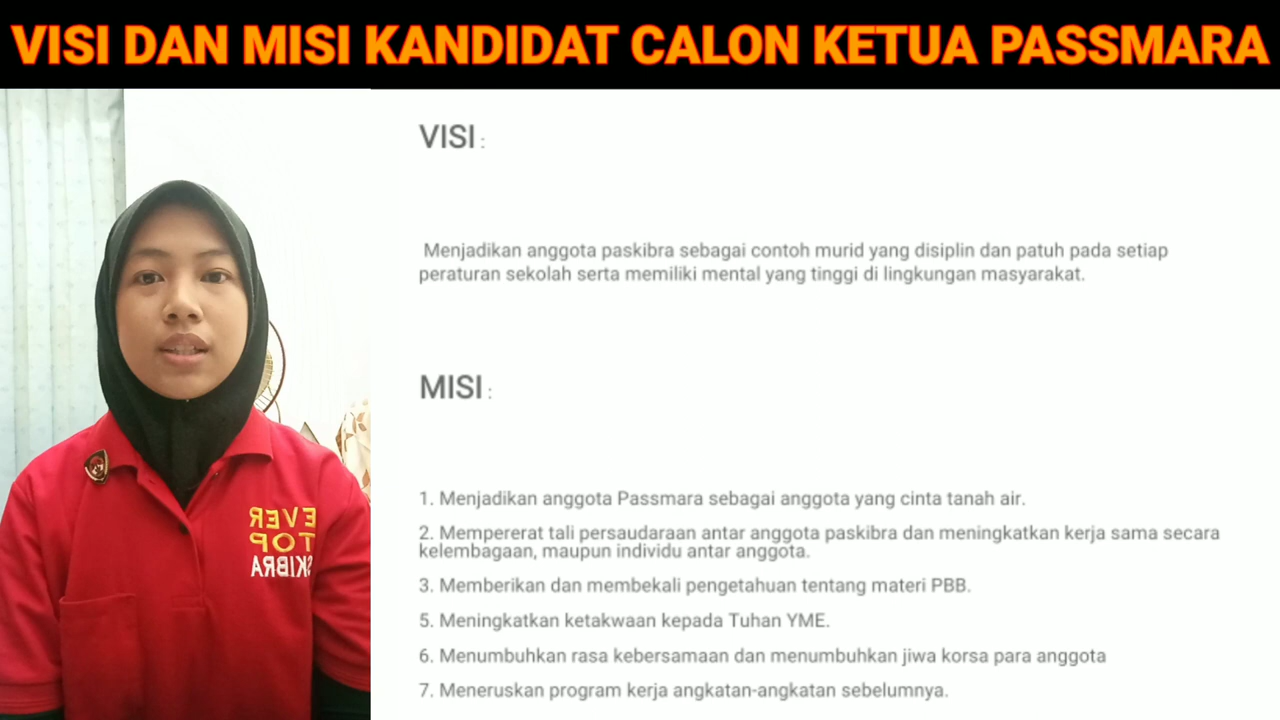 VISI DAN MISI KANDIDAT CALON KETUA PASSMARA
VISI :
Menjadikan anggota paskibra sebagai contoh murid yang disiplin dan patuh pada setiap
peraturan sekolah serta memiliki mental yang tinggi di lingkungan masyarakat.
MISI :
1. Menjadikan anggota Passmara sebagai anggota yang cinta tanah air.
2. Mempererat tali persaudaraan antar anggota paskibra dan meningkatkan kerja sama secara
kelembagaan, maupun individu antar anggota.
3. Memberikan dan membekali pengetahuan tentang materi PBB.
5. Meningkatkan ketakwaan kepada Tuhan YME.
6. Menumbuhkan rasa kebersamaan dan menumbuhkan jiwa korsa para anggota
7. Meneruskan program kerja angkatan-angkatan sebelumnya.
EVER
TOP
SKIBRA